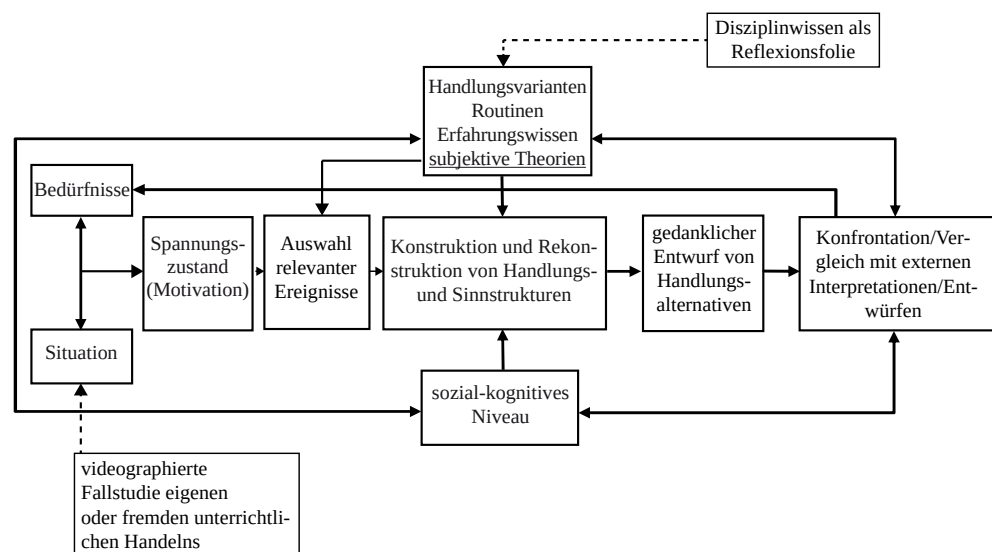 Disziplinwissen als
Reflexionsfolie
Handlungsvarianten
Routinen
Erfahrungswissen
subjektive Theorien
Bedürfnisse
Spannungs-
zustand
(Motivation)
Auswahl
relevanter
Ereignisse
Konstruktion und Rekon-
struktion von Handlungs-
und Sinnstrukturen
gedanklicher
Entwurf von
Handlungs-
alternativen
Konfrontation/Ver-
gleich mit externen
Interpretationen/Ent-
würfen
Situation
sozial-kognitives
Niveau
videographierte
Fallstudie eigenen
oder fremden unterrichtli-
chen Handelns